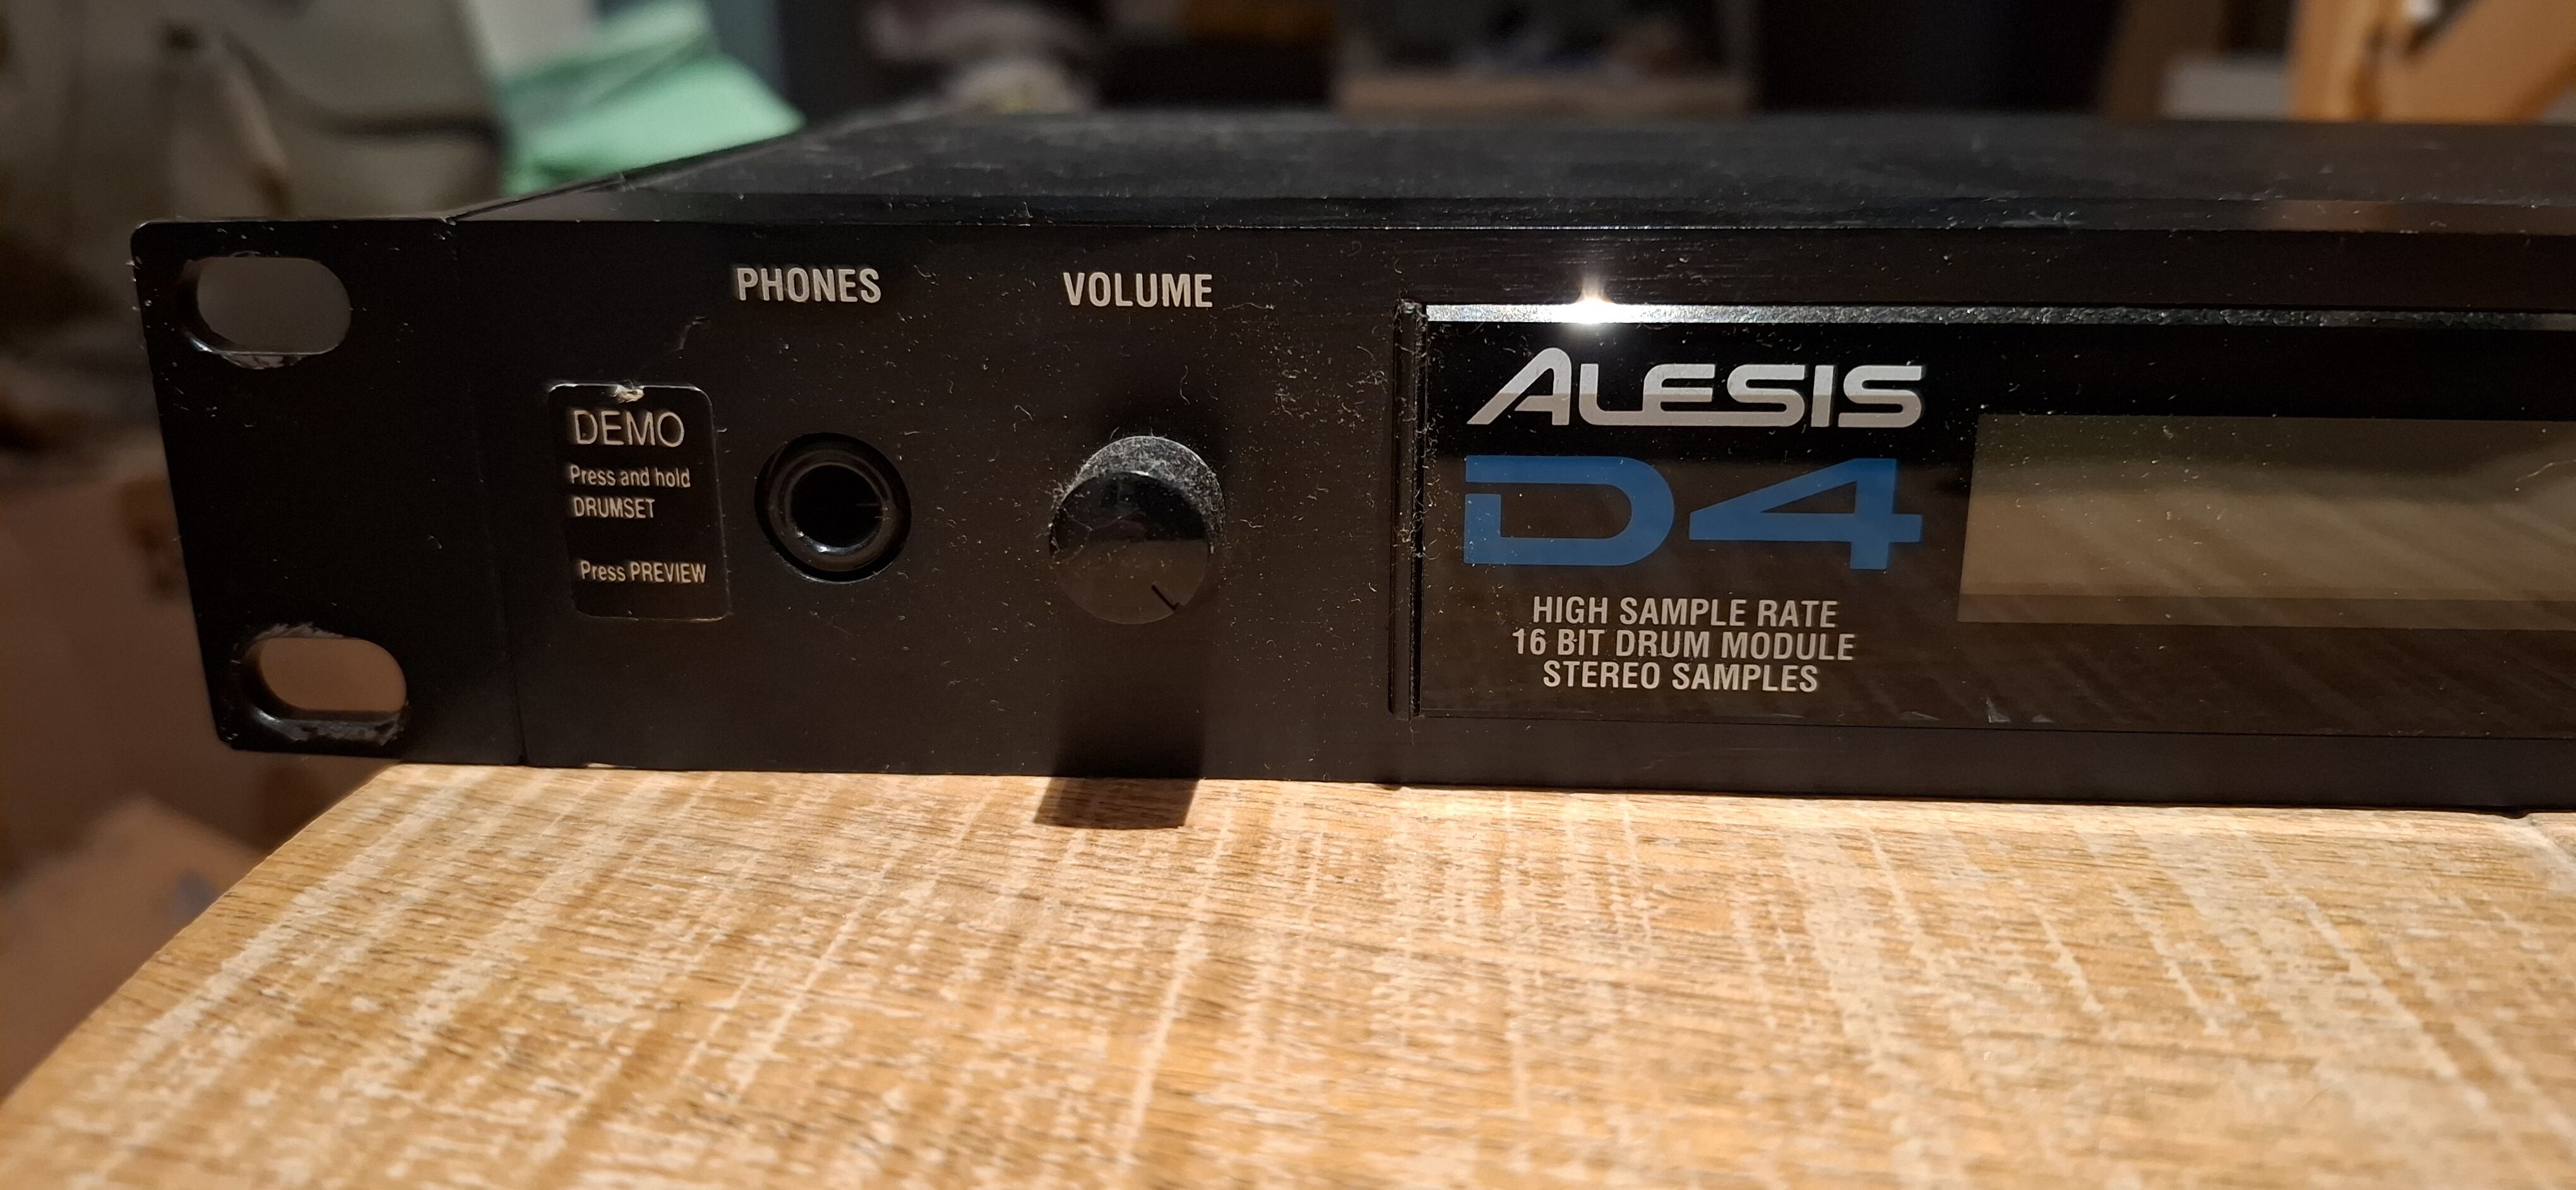 PHONES
VOLUME
DEMO
Press and hold
DRUMSET
Press PREVIEW
ALESIS
D4
HIGH SAMPLE RATE
16 BIT DRUM MODULE
STEREO SAMPLES